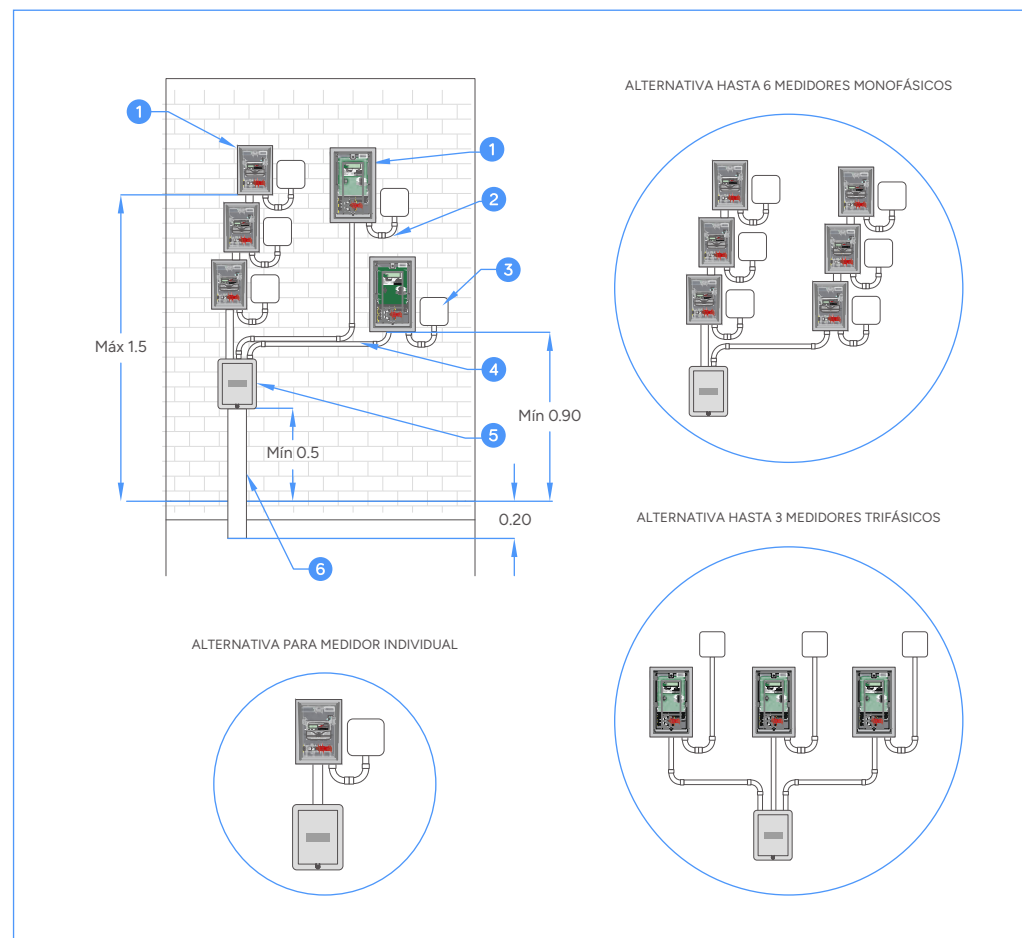 ALTERNATIVA HASTA 6 MEDIDORES MONOFÁSICOS
1
1
2
3
Máx 1.5
4
Mín 0.90
5
Mín 0.5
0.20
ALTERNATIVA HASTA 3 MEDIDORES TRIFÁSICOS
6
ALTERNATIVA PARA MEDIDOR INDIVIDUAL